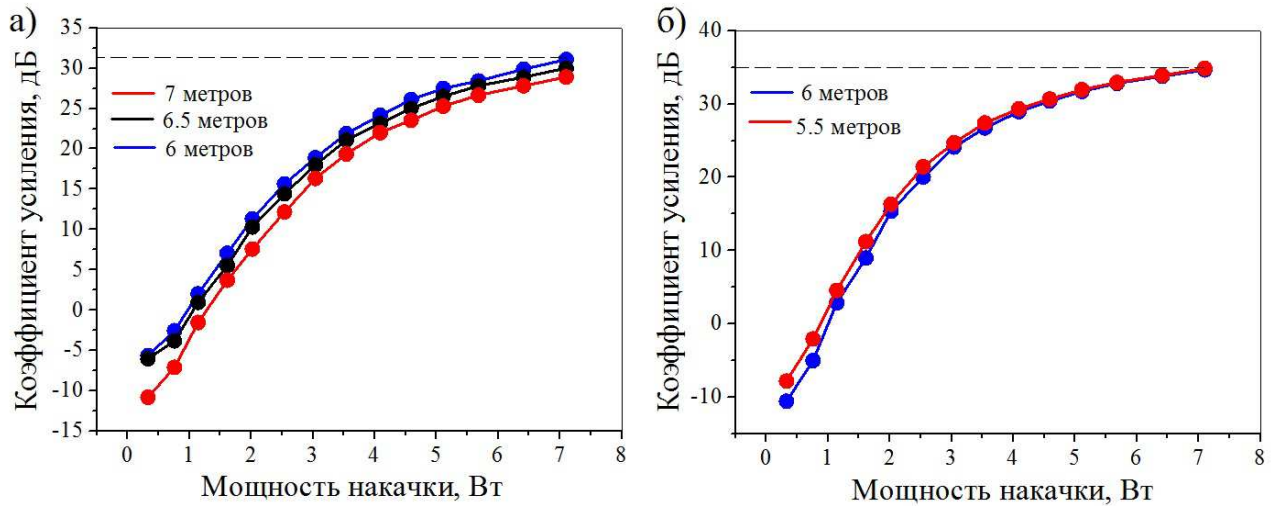 а)
Коэффициент усиления, дБ
35
30
25
20
15
10
5
0
-5
-10
-15
7 метров
6.5 метров
6 метров
0 1 2 3 4 5 6 7 8
Мощность накачки, Вт
б)
Коэффициент усиления, дБ
40
30
20
10
0
-10
6 метров
5.5 метров
0 1 2 3 4 5 6 7 8
Мощность накачки, Вт